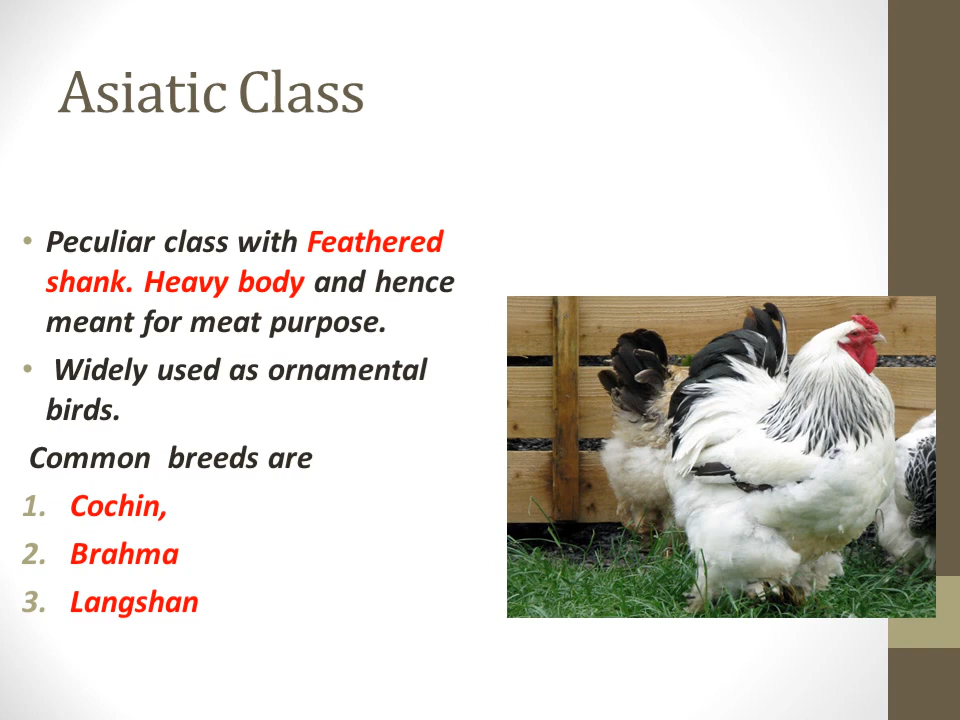 Asiatic Class
• Peculiar class with Feathered
shank. Heavy body and hence
meant for meat purpose.
• Widely used as ornamental
birds.
Common breeds are
1. Cochin,
2. Brahma
3. Langshan